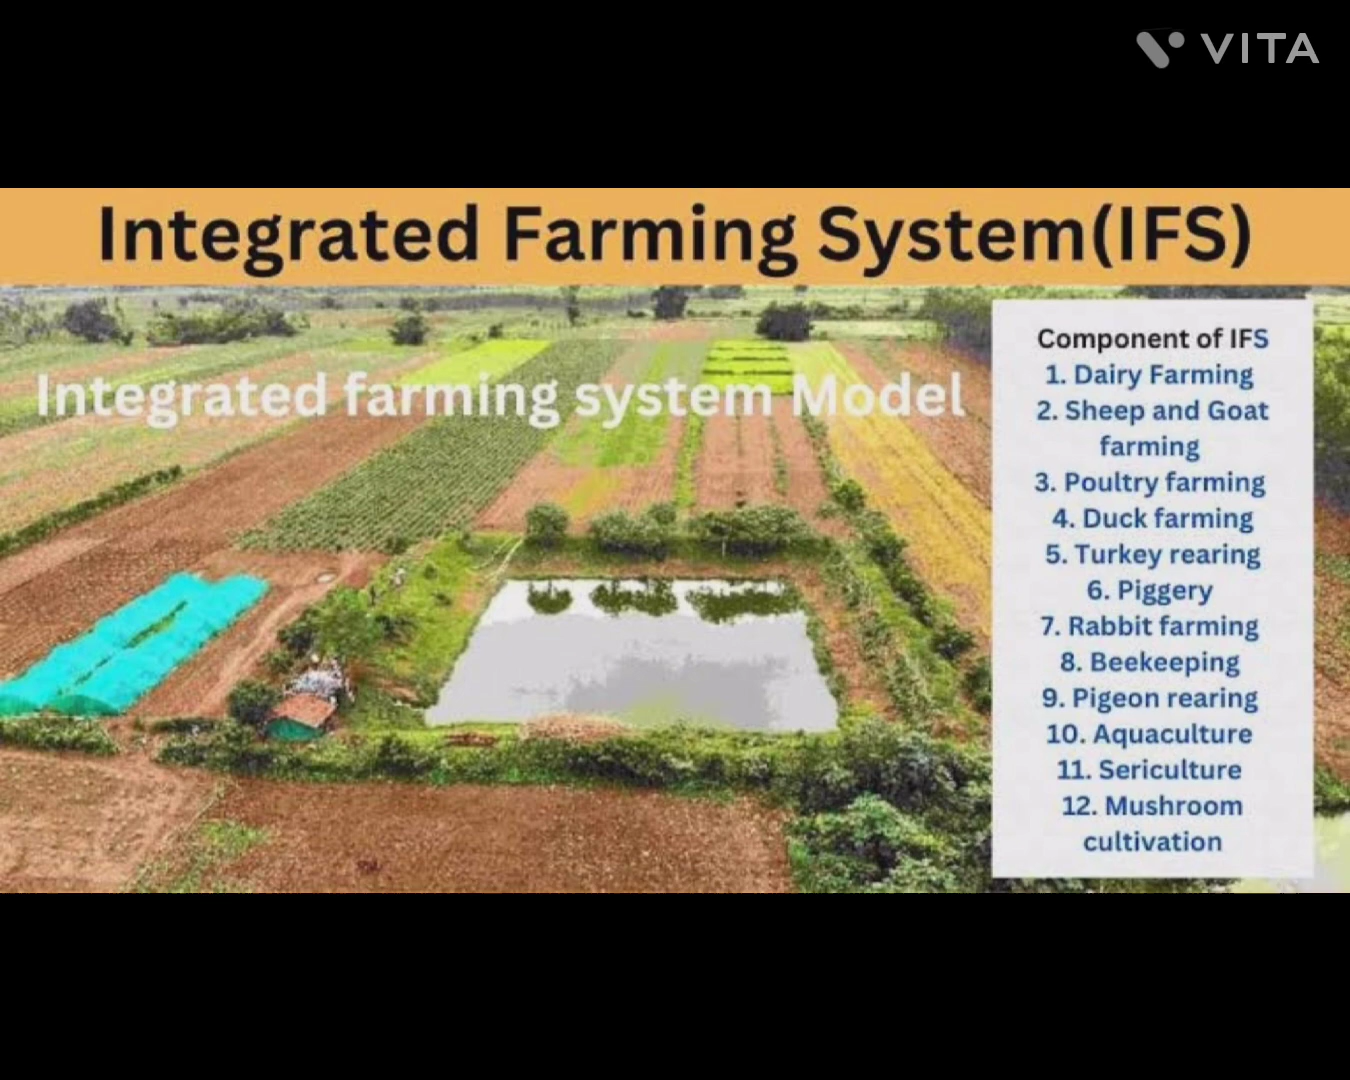 VITA
Integrated Farming System(IFS)
Integrated farming system Model
Component of IFS
1. Dairy Farming
2. Sheep and Goat
farming
3. Poultry farming
4. Duck farming
5. Turkey rearing
6. Piggery
7. Rabbit farming
8. Beekeeping
9. Pigeon rearing
10. Aquaculture
11. Sericulture
12. Mushroom
cultivation